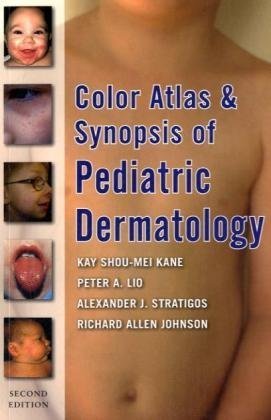 Color Atlas &
Synopsis of
Pediatric
Dermatology
KAY SHOU-MEI KANE
PETER A. LIO
ALEXANDER J. STRATIGOS
RICHARD ALLEN JOHNSON
SECOND
EDITION